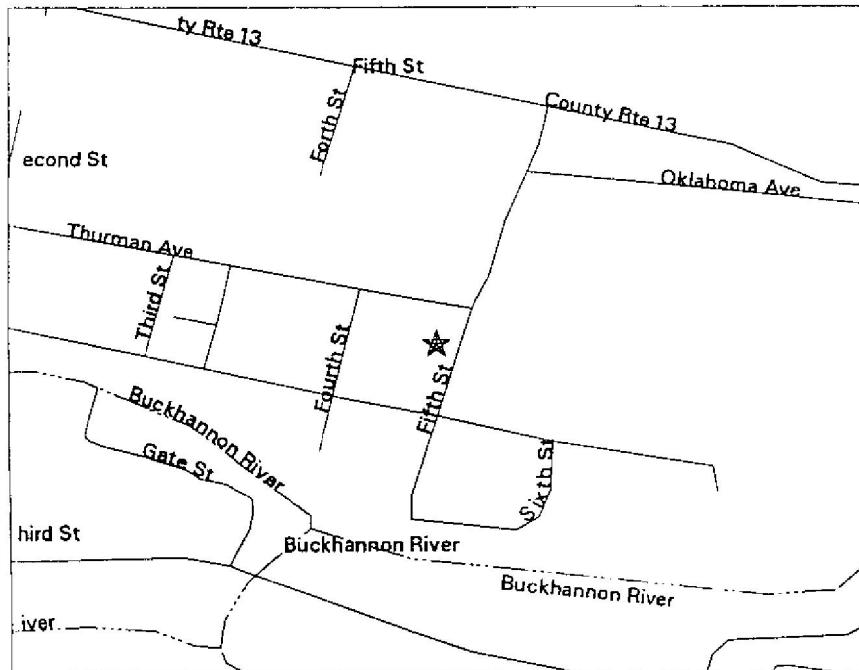 ty Rte 13
Fifth St
Forth St
County Rte 13
econd St
Oklahoma Ave
Thurman Ave
Third St
Fourth St
Fifth St
Buckhannon River
Gate St
Sixth St
hird St
Buckhannon River
Buckhannon River
iver